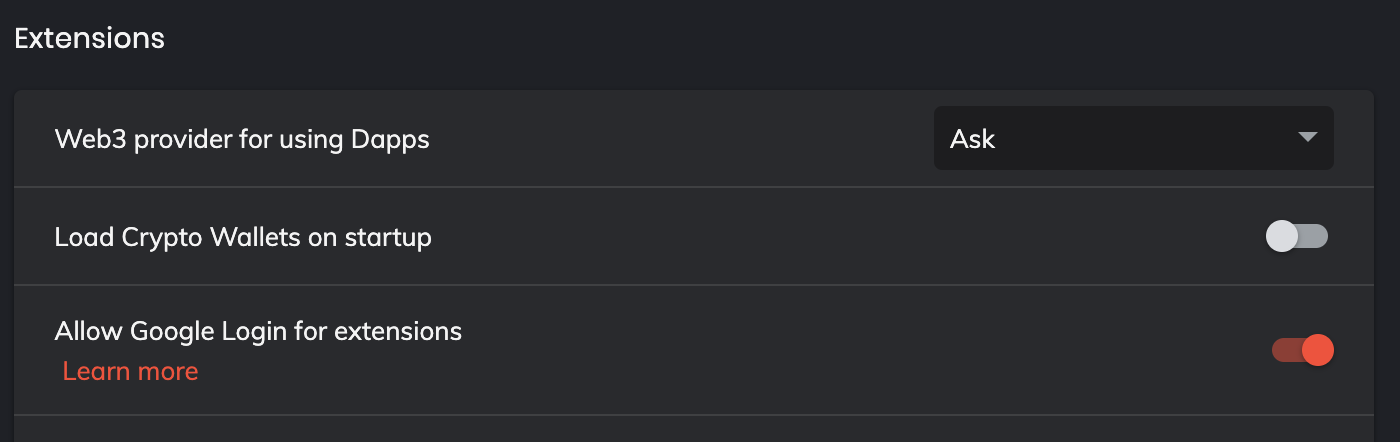 Extensions
Web3 provider for using Dapps
Ask
Load Crypto Wallets on startup
Allow Google Login for extensions
Learn more